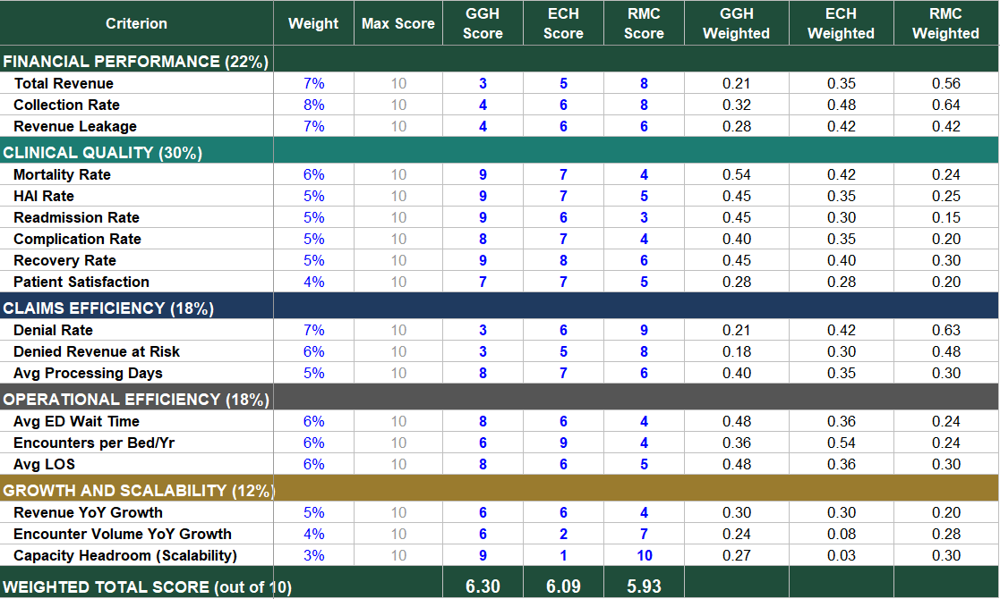 Criterion Weight Max Score GGH Score ECH Score RMC Score GGH Weighted ECH Weighted RMC Weighted
FINANCIAL PERFORMANCE (22%)
Total Revenue 7% 10 3 5 8 0.21 0.35 0.56
Collection Rate 8% 10 4 6 8 0.32 0.48 0.64
Revenue Leakage 7% 10 4 6 6 0.28 0.42 0.42
CLINICAL QUALITY (30%)
Mortality Rate 6% 10 9 7 4 0.54 0.42 0.24
HAI Rate 5% 10 9 7 5 0.45 0.35 0.25
Readmission Rate 5% 10 9 6 3 0.45 0.30 0.15
Complication Rate 5% 10 8 7 4 0.40 0.35 0.20
Recovery Rate 5% 10 9 8 6 0.45 0.40 0.30
Patient Satisfaction 4% 10 7 7 5 0.28 0.28 0.20
CLAIMS EFFICIENCY (18%)
Denial Rate 7% 10 3 6 9 0.21 0.42 0.63
Denied Revenue at Risk 6% 10 3 5 8 0.18 0.30 0.48
Avg Processing Days 5% 10 8 7 6 0.40 0.35 0.30
OPERATIONAL EFFICIENCY (18%)
Avg ED Wait Time 6% 10 8 6 4 0.48 0.36 0.24
Encounters per Bed/Yr 6% 10 6 9 4 0.36 0.54 0.24
Avg LOS 6% 10 8 6 5 0.48 0.36 0.30
GROWTH AND SCALABILITY (12%)
Revenue YoY Growth 5% 10 6 6 4 0.30 0.30 0.20
Encounter Volume YoY Growth 4% 10 6 2 7 0.24 0.08 0.28
Capacity Headroom (Scalability) 3% 10 9 1 10 0.27 0.03 0.30
WEIGHTED TOTAL SCORE (out of 10) 6.30 6.09 5.93